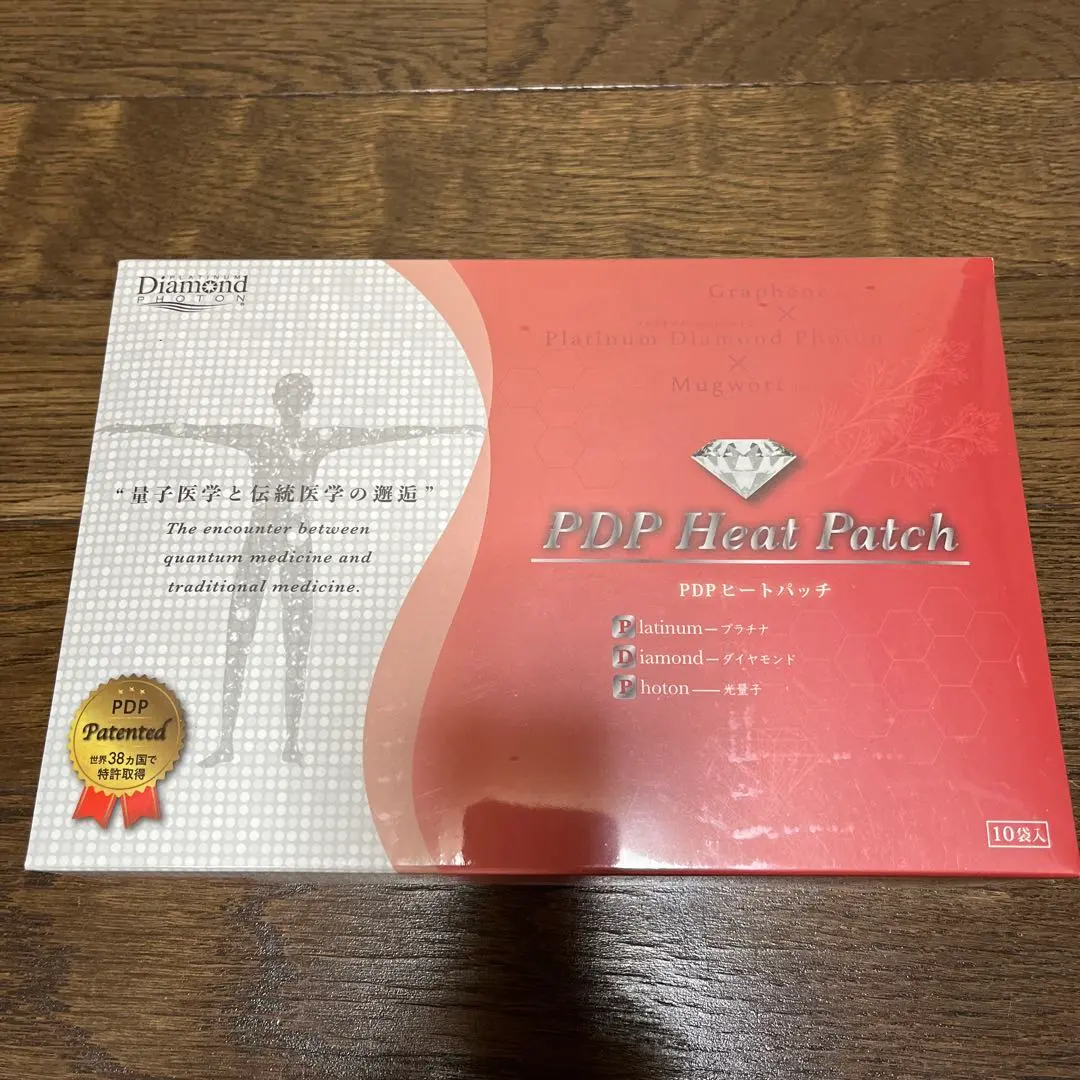 PLATINUM
Diamond
PHOTON
Graphene
×
Platinum Diamond Photon
×
Mugwort
"量子医学と伝統医学の邂逅"
The encounter between
quantum medicine and
traditional medicine.
PDP Heat Patch
PDPヒートパッチ
Platinum—プラチナ
Diamond—ダイヤモンド
Photon——光量子
PDP
Patented
世界38ヵ国で
特許取得
10袋入